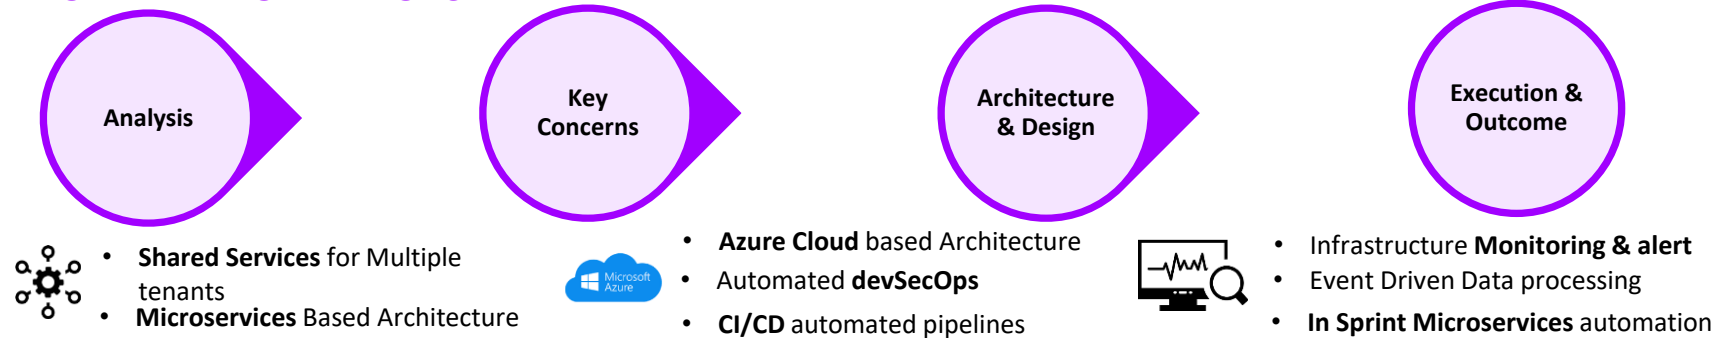 Analysis
Key
Concerns
Architecture
& Design
Execution &
Outcome
• Shared Services for Multiple
tenants
• Microservices Based Architecture
Microsoft
Azure
• Azure Cloud based Architecture
• Automated devSecOps
• CI/CD automated pipelines
• Infrastructure Monitoring & alert
• Event Driven Data processing
• In Sprint Microservices automation